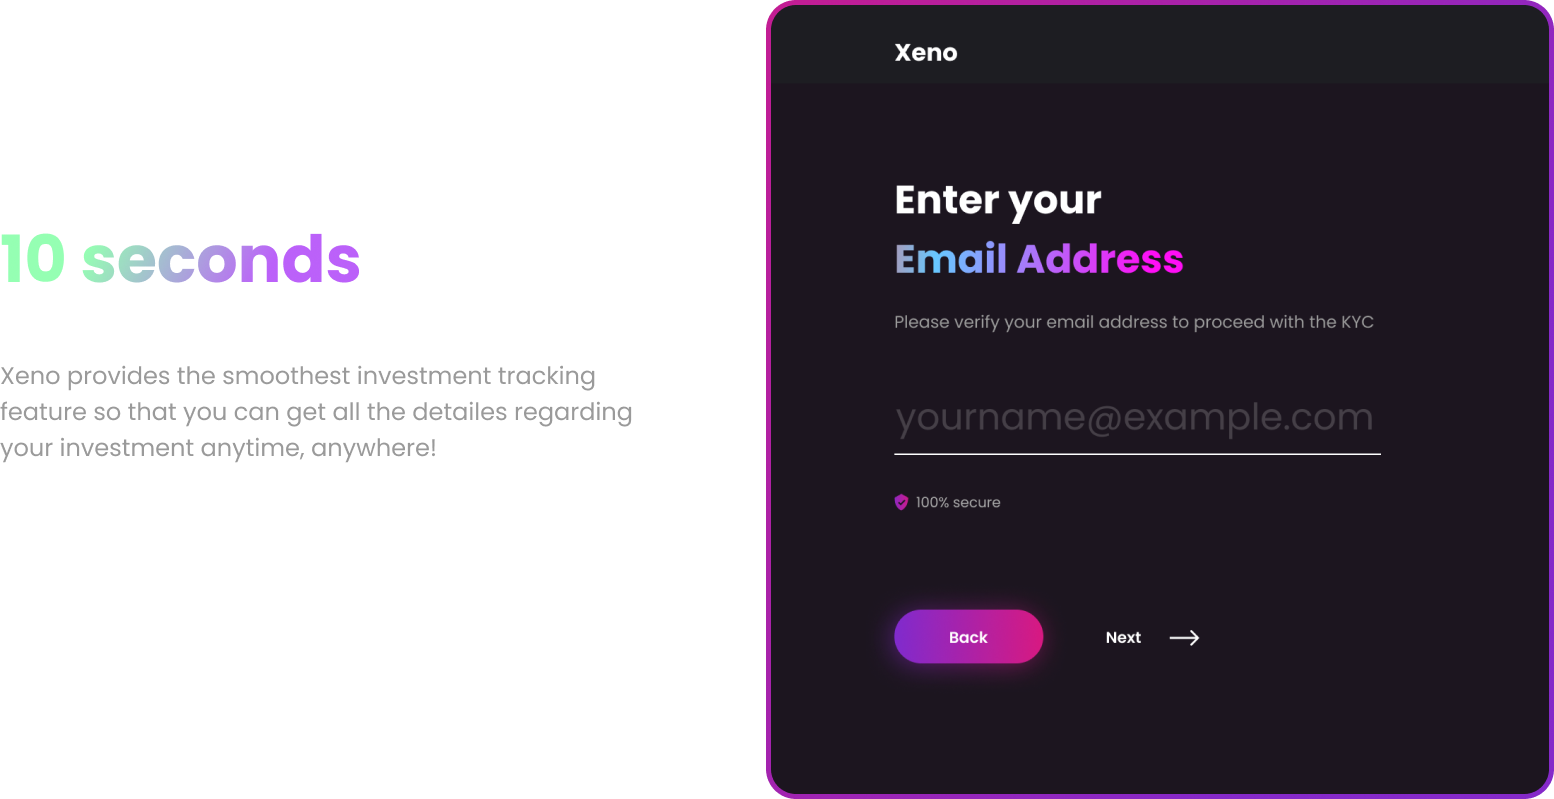 10 seconds
Xeno provides the smoothest investment tracking
feature so that you can get all the detailes regarding
your investment anytime, anywhere!
Xeno
Enter your
Email Address
Please verify your email address to proceed with the KYC
yourname@example.com
100% secure
Back
Next